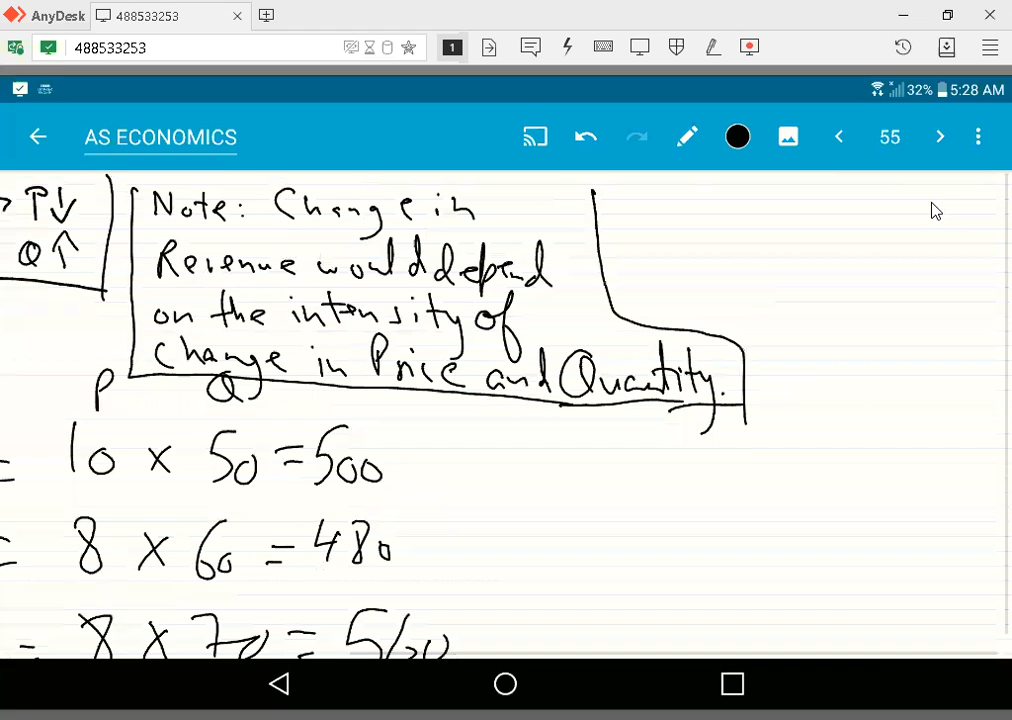 AnyDesk 488533253
488533253 1
32% 5:28 AM
AS ECONOMICS 55
P↓ Note: Change in
Q↑ Revenue would depend
on the intensity of
Change in Price and Quantity.
P Q
= 10 × 50 = 500
= 8 × 60 = 480
= 8 × 70 = 560